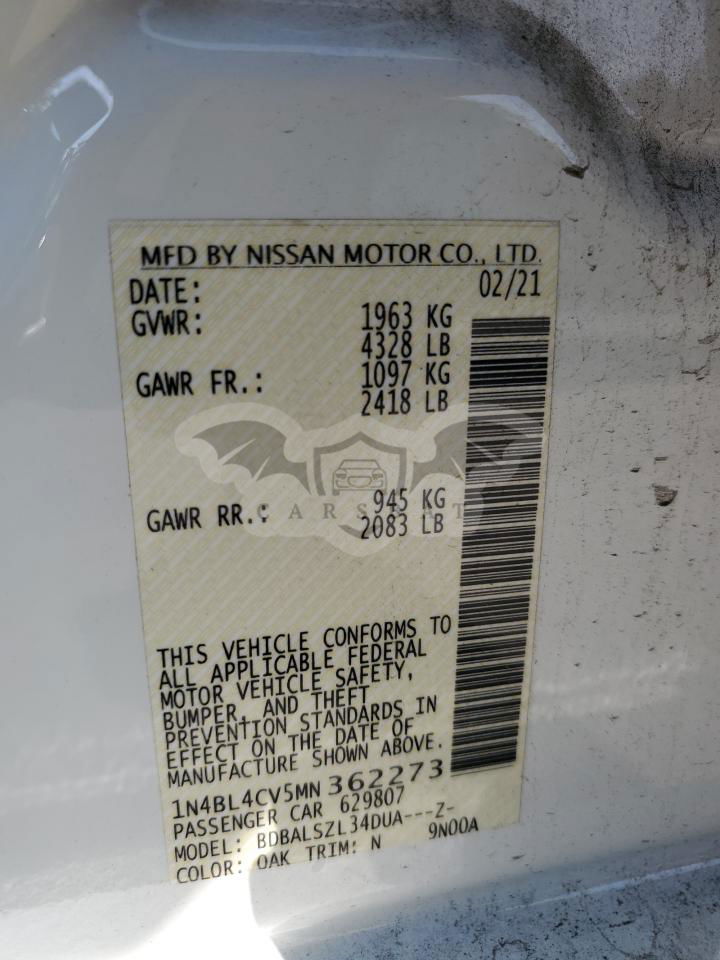 MFD BY NISSAN MOTOR CO., LTD.
DATE: 02/21
GVWR: 1963 KG
4328 LB
GAWR FR.: 1097 KG
2418 LB
GAWR RR.: 945 KG
2083 LB
THIS VEHICLE CONFORMS TO
ALL APPLICABLE FEDERAL
MOTOR VEHICLE SAFETY,
BUMPER, AND THEFT
PREVENTION STANDARDS IN
EFFECT ON THE DATE OF
MANUFACTURE SHOWN ABOVE.
1N4BL4CV5MN362273
PASSENGER CAR 629807
MODEL: BDBALSZL34DUA---Z-
COLOR: QAK TRIM: N 9N00A